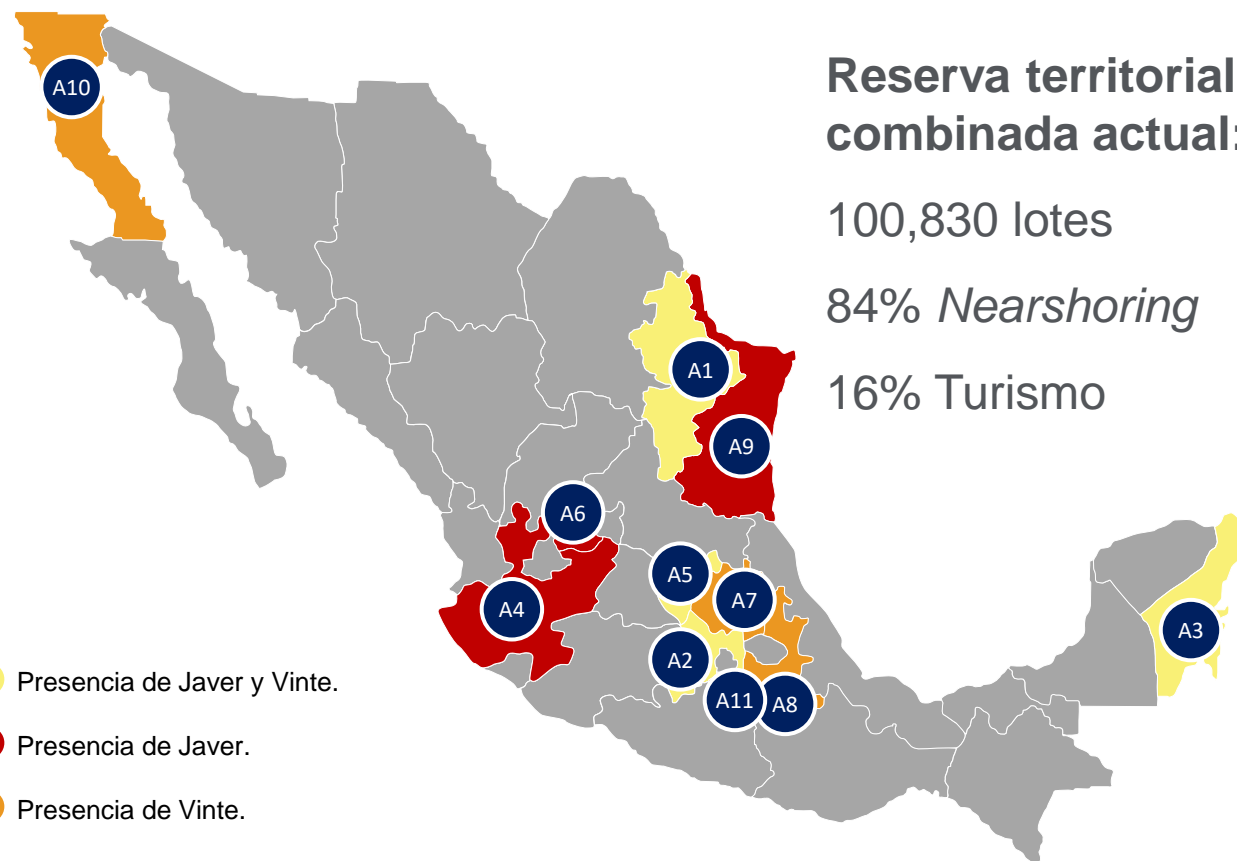 Reserva territorial
combinada actual:
100,830 lotes
84% Nearshoring
16% Turismo
A10
A1
A9
A6
A5
A7
A4
A3
A2
A11
A8
Presencia de Javer y Vinte.
Presencia de Javer.
Presencia de Vinte.